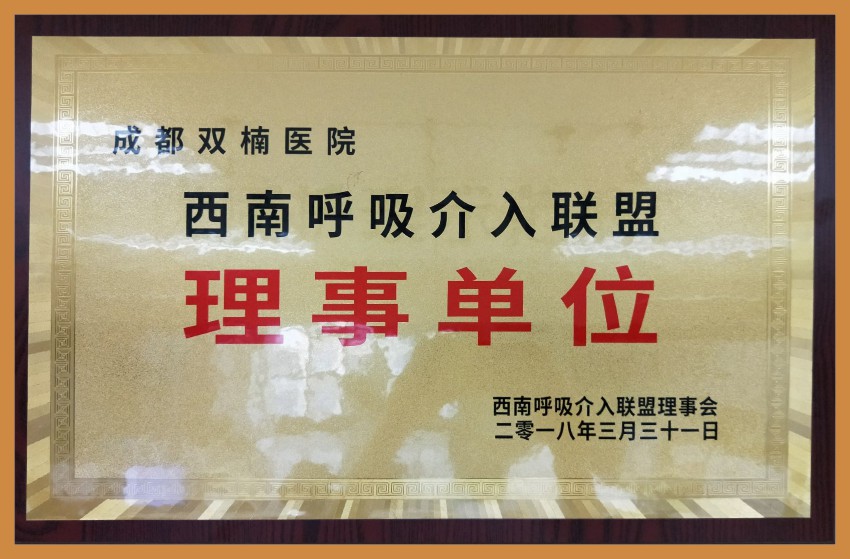 成都双楠医院
西南呼吸介入联盟
理事单位
西南呼吸介入联盟理事会
二零一八年三月三十一日